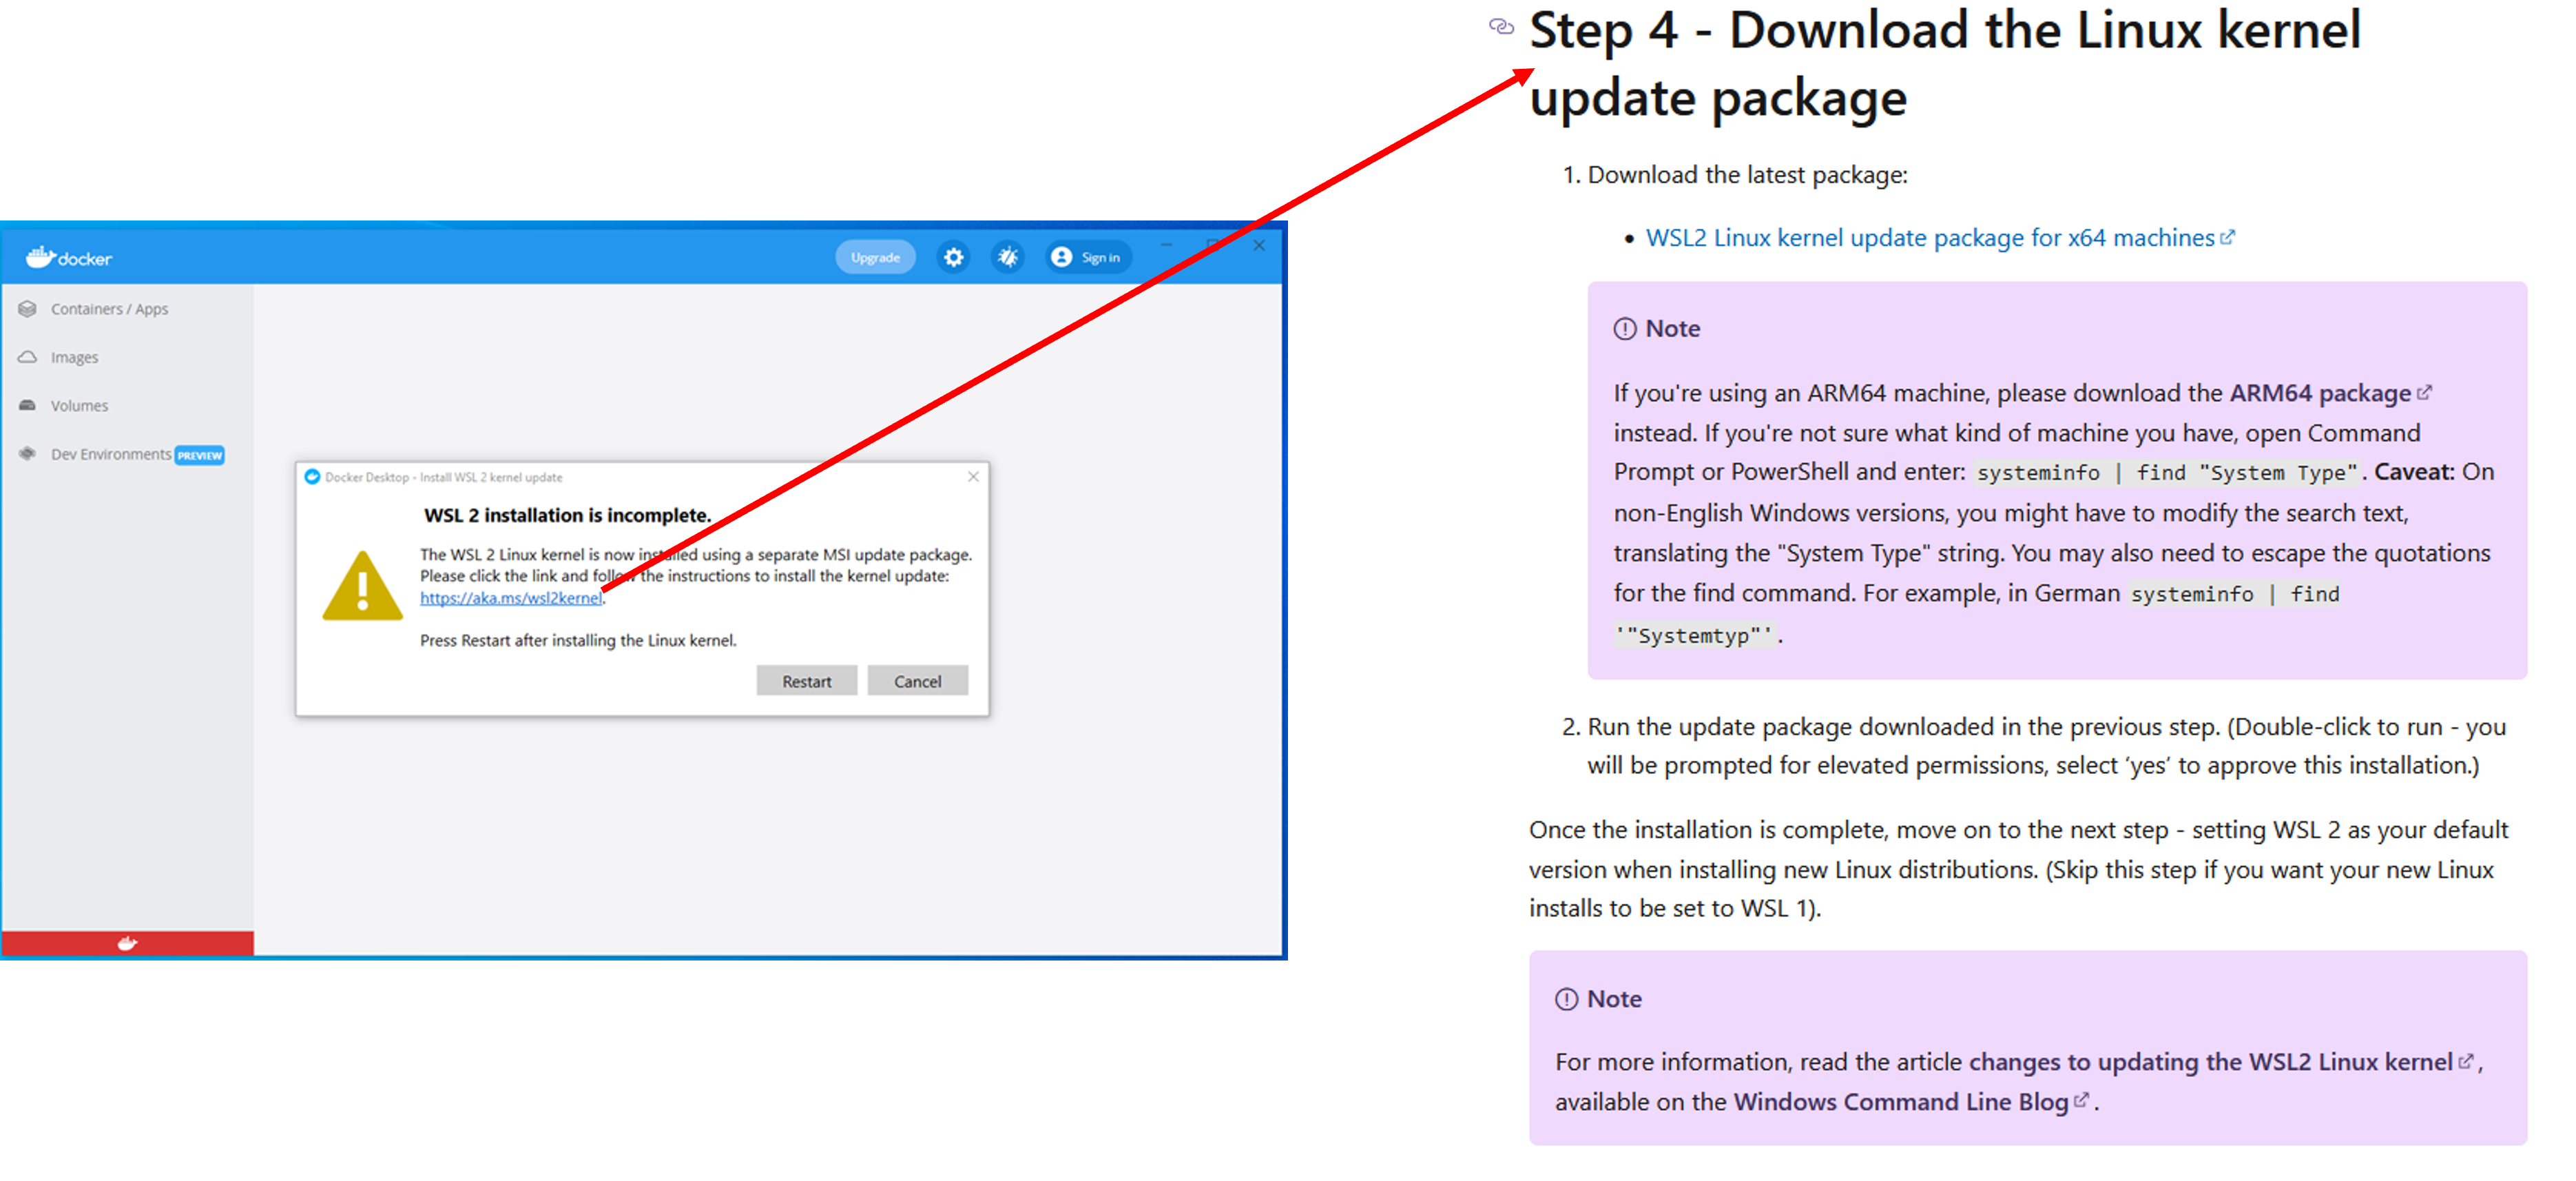 docker
Upgrade
Sign in
Containers / Apps
Images
Volumes
Dev Environments PREVIEW
Docker Desktop - Install WSL 2 kernel update
WSL 2 installation is incomplete.
The WSL 2 Linux kernel is now installed using a separate MSI update package.
Please click the link and follow the instructions to install the kernel update:
https://aka.ms/wsl2kernel.
Press Restart after installing the Linux kernel.
Restart
Cancel
Step 4 - Download the Linux kernel
update package
1. Download the latest package:
• WSL2 Linux kernel update package for x64 machines
Note
If you're using an ARM64 machine, please download the ARM64 package
instead. If you're not sure what kind of machine you have, open Command
Prompt or PowerShell and enter: systeminfo | find "System Type". Caveat: On
non-English Windows versions, you might have to modify the search text,
translating the "System Type" string. You may also need to escape the quotations
for the find command. For example, in German systeminfo | find
'"Systemtyp"'.
2. Run the update package downloaded in the previous step. (Double-click to run - you
will be prompted for elevated permissions, select ‘yes’ to approve this installation.)
Once the installation is complete, move on to the next step - setting WSL 2 as your default
version when installing new Linux distributions. (Skip this step if you want your new Linux
installs to be set to WSL 1).
Note
For more information, read the article changes to updating the WSL2 Linux kernel,
available on the Windows Command Line Blog.